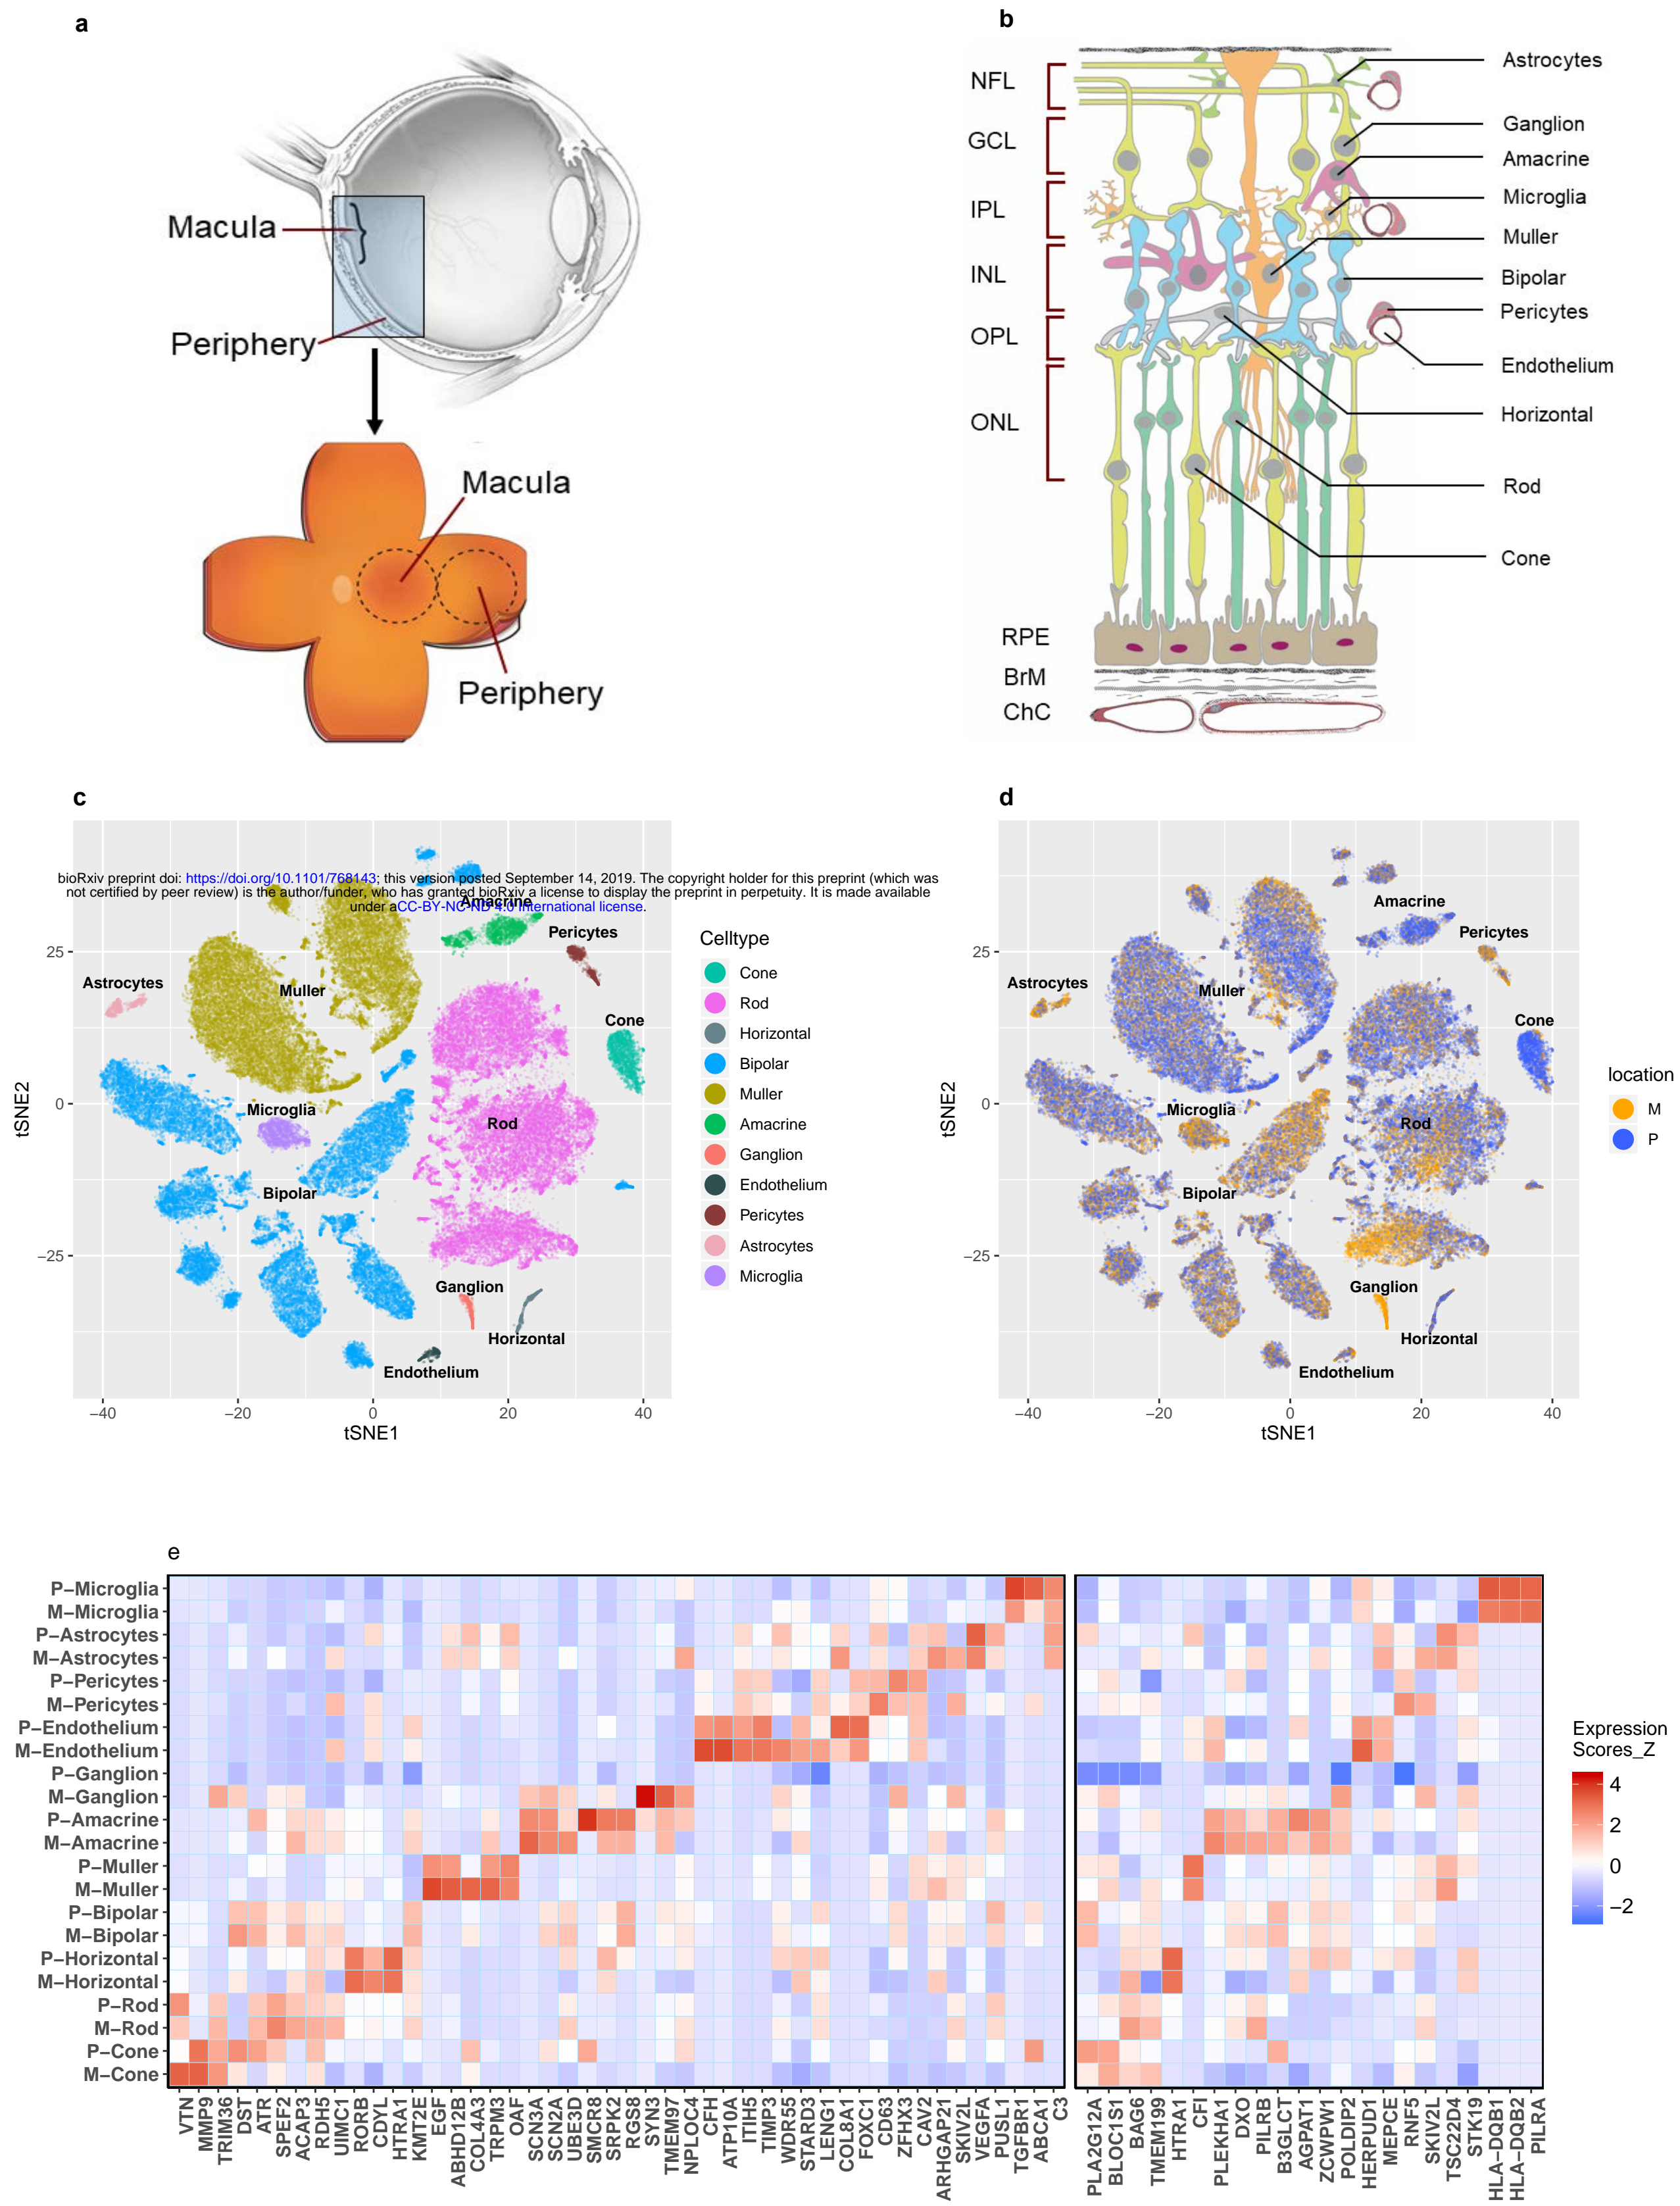 a
Macula
Periphery
Macula
Periphery
b
NFL
GCL
IPL
INL
OPL
ONL
RPE
BrM
ChC
Astrocytes
Ganglion
Amacrine
Microglia
Muller
Bipolar
Pericytes
Endothelium
Horizontal
Rod
Cone
c
bioRxiv preprint doi: https://doi.org/10.1101/768143; this version posted September 14, 2019. The copyright holder for this preprint (which was
not certified by peer review) is the author/funder, who has granted bioRxiv a license to display the preprint in perpetuity. It is made available
under aCC-BY-NC-ND 4.0 International license.
Amacrine
Pericytes
Astrocytes
Muller
Cone
Microglia
Rod
Bipolar
Ganglion
Horizontal
Endothelium
25
0
−25
tSNE2
−40
−20
0
20
40
tSNE1
Celltype
Cone
Rod
Horizontal
Bipolar
Muller
Amacrine
Ganglion
Endothelium
Pericytes
Astrocytes
Microglia
d
Amacrine
Pericytes
Astrocytes
Muller
Cone
Microglia
Rod
Bipolar
Ganglion
Horizontal
Endothelium
25
0
−25
tSNE2
−40
−20
0
20
40
tSNE1
location
M
P
e
P−Microglia
M−Microglia
P−Astrocytes
M−Astrocytes
P−Pericytes
M−Pericytes
P−Endothelium
M−Endothelium
P−Ganglion
M−Ganglion
P−Amacrine
M−Amacrine
P−Muller
M−Muller
P−Bipolar
M−Bipolar
P−Horizontal
M−Horizontal
P−Rod
M−Rod
P−Cone
M−Cone
VTN
MMP9
TRIM36
DST
ATR
SPEF2
ACAP3
RDH5
UIMC1
RORB
CDYL
HTRA1
KMT2E
EGF
ABHD12B
COL4A3
TRPM3
OAF
SCN3A
SCN2A
UBE3D
SMCR8
SRPK2
RGS8
SYN3
TMEM97
NPLOC4
CFH
ATP10A
ITIH5
TIMP3
WDR55
STARD3
LENG1
COL8A1
FOXC1
CD63
ZFHX3
CAV2
ARHGAP21
SKIV2L
VEGFA
PUSL1
TGFBR1
ABCA1
C3
PLA2G12A
BLOC1S1
BAG6
TMEM199
HTRA1
CFI
PLEKHA1
DXO
PILRB
B3GLCT
AGPAT1
ZCWPW1
POLDIP2
HERPUD1
MEPCE
RNF5
SKIV2L
TSC22D4
STK19
HLA−DQB1
HLA−DQB2
PILRA
Expression
Scores_Z
4
2
0
−2